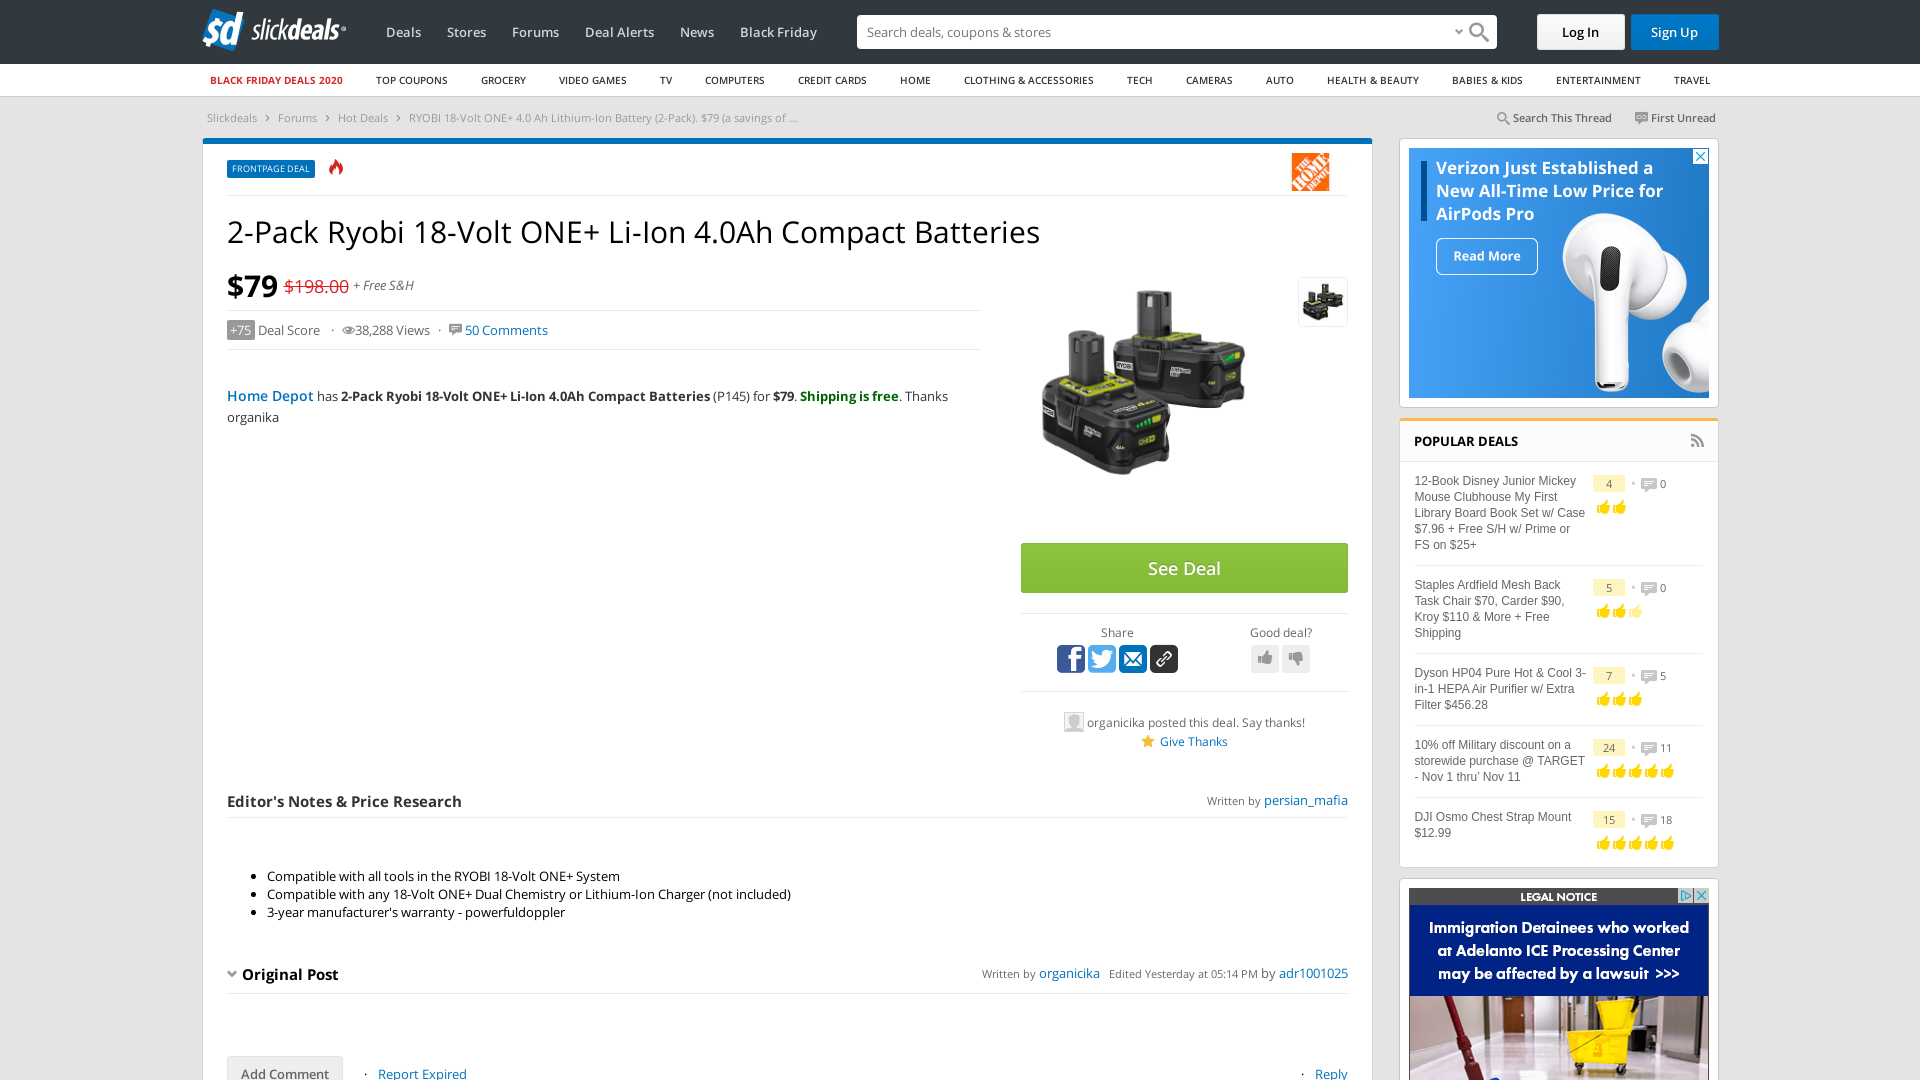 sd slickdeals
Deals Stores Forums Deal Alerts News Black Friday
Search deals, coupons & stores
Log In Sign Up
BLACK FRIDAY DEALS 2020 TOP COUPONS GROCERY VIDEO GAMES TV COMPUTERS CREDIT CARDS HOME CLOTHING & ACCESSORIES TECH CAMERAS AUTO HEALTH & BEAUTY BABIES & KIDS ENTERTAINMENT TRAVEL
Slickdeals Forums Hot Deals RYOBI 18-Volt ONE+ 4.0 Ah Lithium-Ion Battery (2-Pack). $79 (a savings of ...
Search This Thread First Unread
FRONTPAGE DEAL
THE HOME DEPOT
2-Pack Ryobi 18-Volt ONE+ Li-Ion 4.0Ah Compact Batteries
$79 $198.00 + Free S&H
+75 Deal Score · 38,288 Views · 50 Comments
Home Depot has 2-Pack Ryobi 18-Volt ONE+ Li-Ion 4.0Ah Compact Batteries (P145) for $79. Shipping is free. Thanks
organika
See Deal
Share
Good deal?
organicika posted this deal. Say thanks!
Give Thanks
Editor's Notes & Price Research
Written by persian_mafia
Compatible with all tools in the RYOBI 18-Volt ONE+ System
Compatible with any 18-Volt ONE+ Dual Chemistry or Lithium-Ion Charger (not included)
3-year manufacturer's warranty - powerfuldoppler
Original Post
Written by organicika Edited Yesterday at 05:14 PM by adr1001025
Add Comment · Report Expired
· Reply
Verizon Just Established a
New All-Time Low Price for
AirPods Pro
Read More
POPULAR DEALS
12-Book Disney Junior Mickey
Mouse Clubhouse My First
Library Board Book Set w/ Case
$7.96 + Free S/H w/ Prime or
FS on $25+
4 • 0
Staples Ardfield Mesh Back
Task Chair $70, Carder $90,
Kroy $110 & More + Free
Shipping
5 • 0
Dyson HP04 Pure Hot & Cool 3-
in-1 HEPA Air Purifier w/ Extra
Filter $456.28
7 • 5
10% off Military discount on a
storewide purchase @ TARGET
- Nov 1 thru' Nov 11
24 • 11
DJI Osmo Chest Strap Mount
$12.99
15 • 18
LEGAL NOTICE
Immigration Detainees who worked
at Adelanto ICE Processing Center
may be affected by a lawsuit >>>